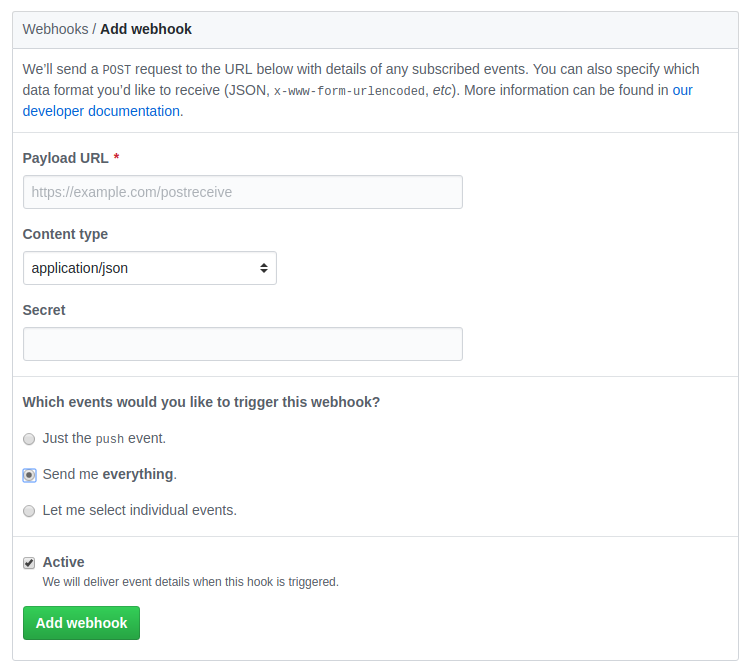 Webhooks / Add webhook
We’ll send a POST request to the URL below with details of any subscribed events. You can also specify which
data format you’d like to receive (JSON, x-www-form-urlencoded, etc). More information can be found in our
developer documentation.
Payload URL *
https://example.com/postreceive
Content type
application/json
Secret
Which events would you like to trigger this webhook?
Just the push event.
Send me everything.
Let me select individual events.
Active
We will deliver event details when this hook is triggered.
Add webhook